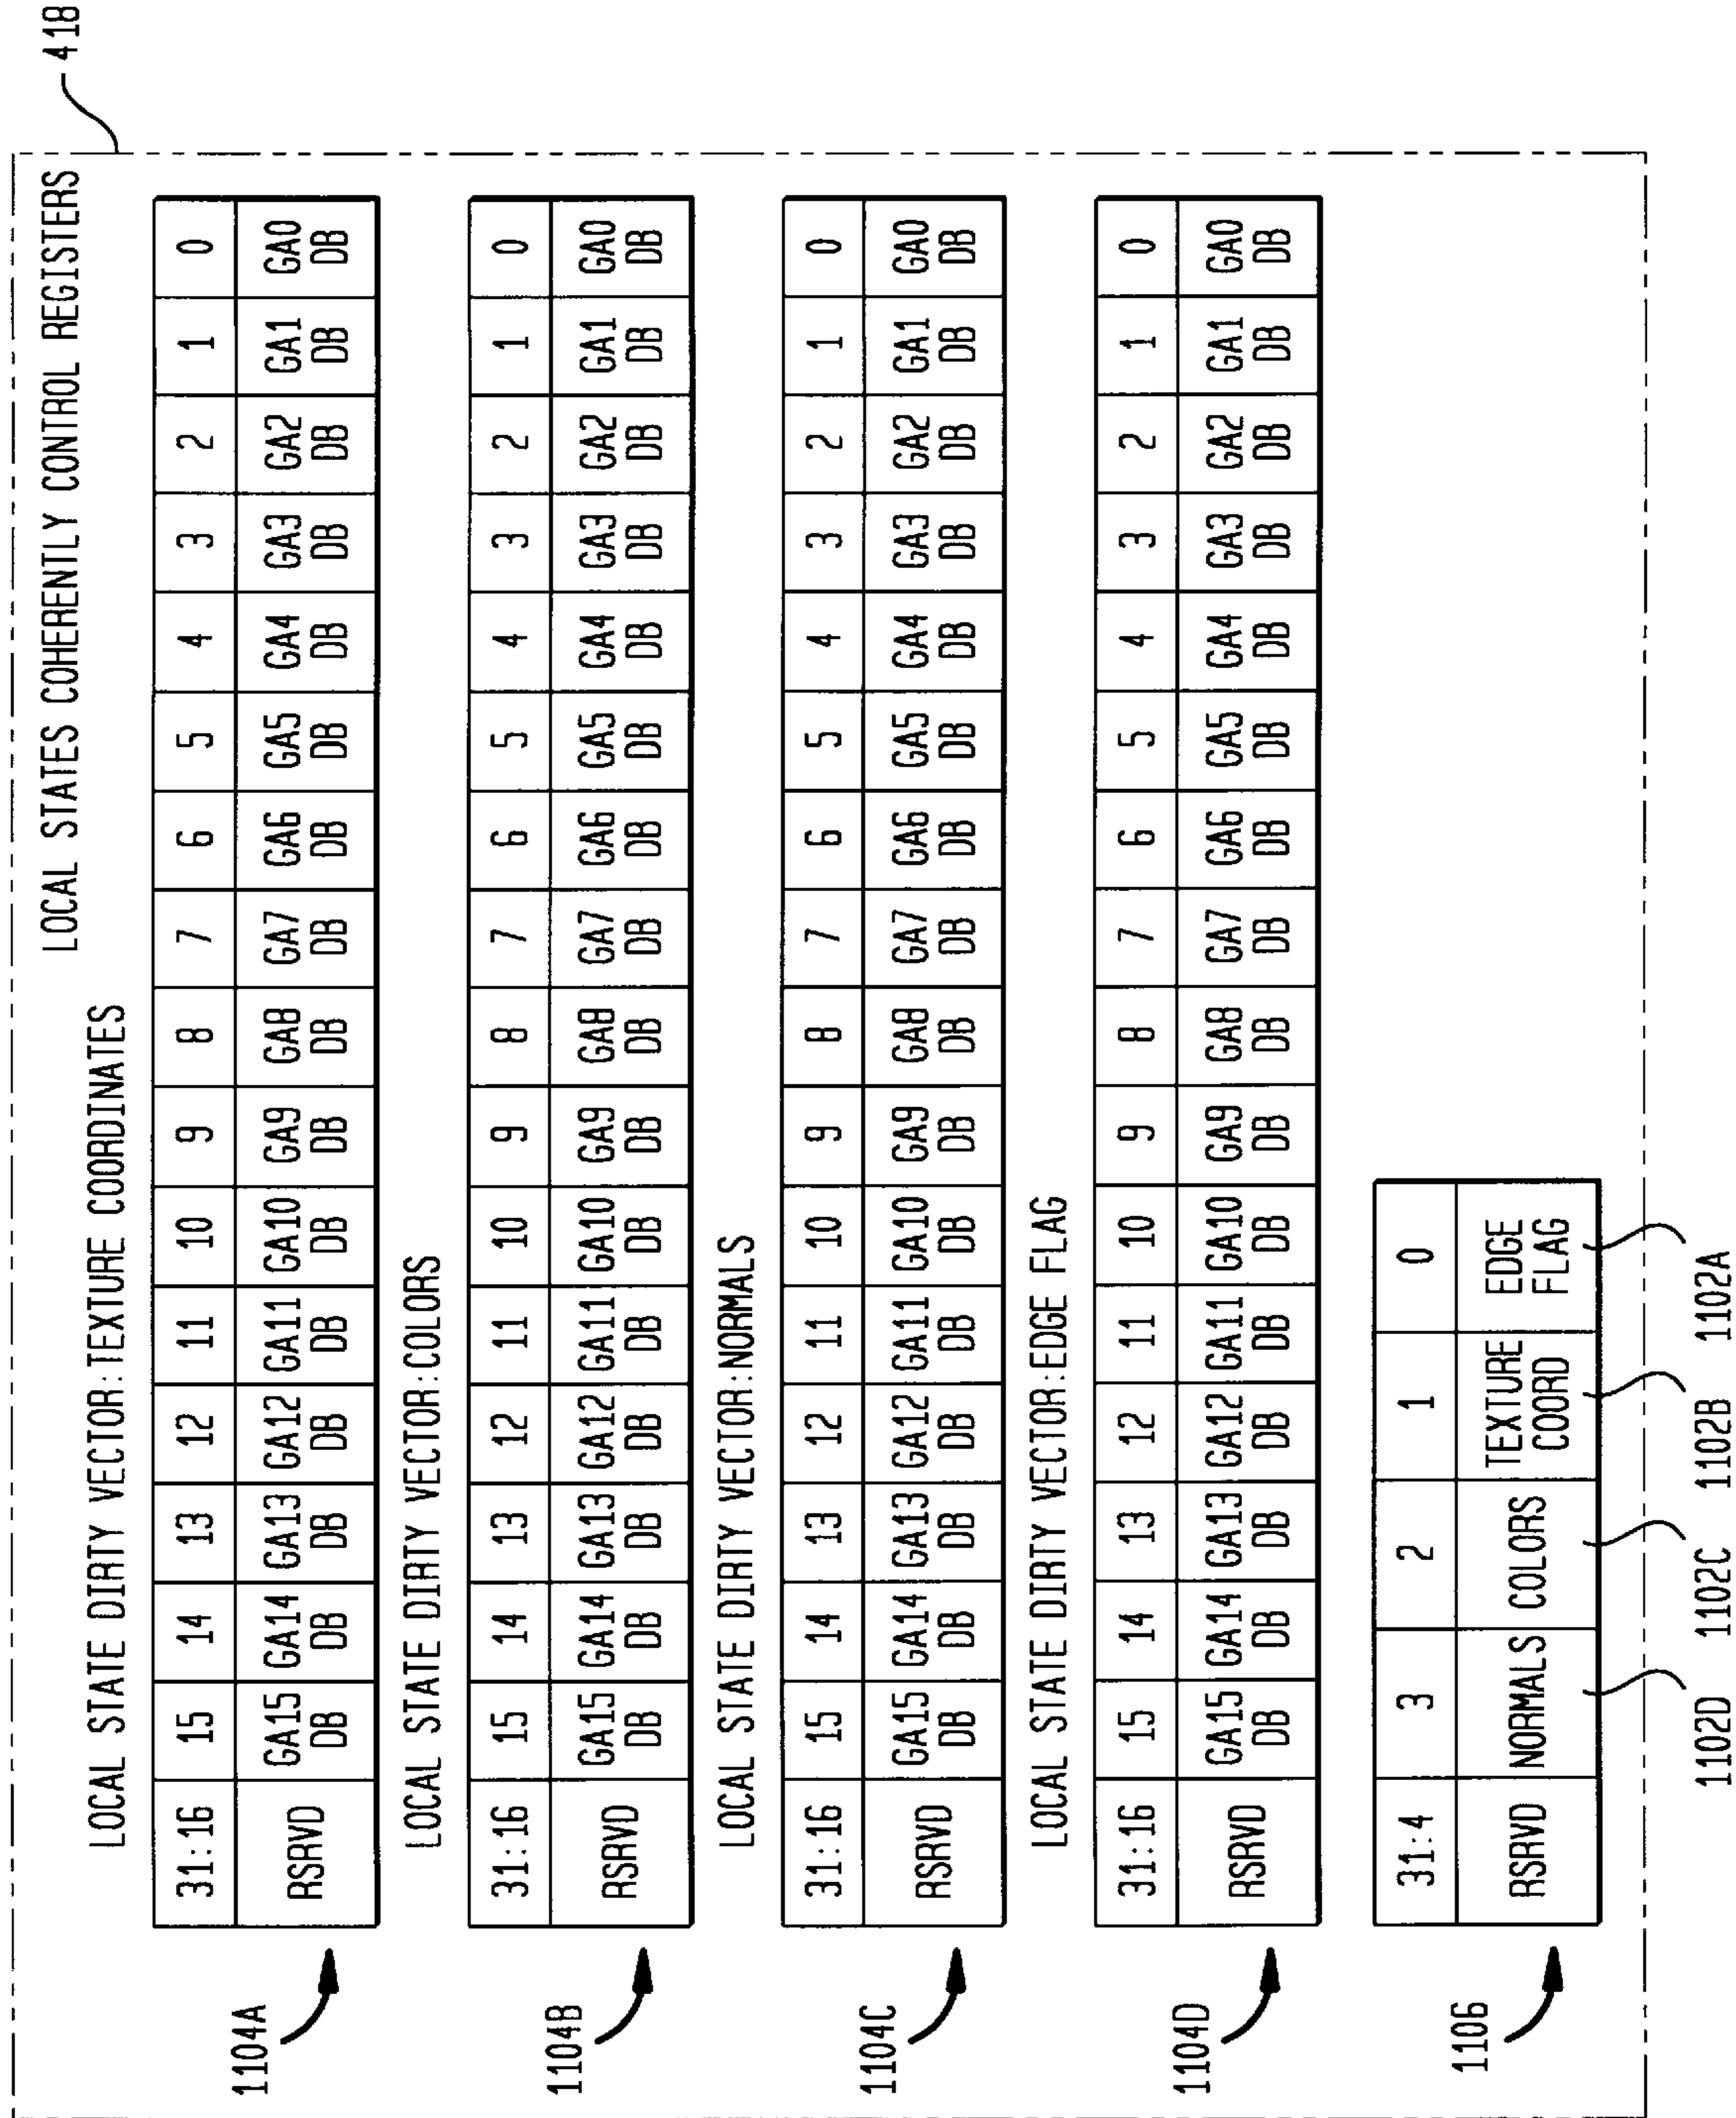 418
LOCAL STATES COHERENTLY CONTROL REGISTERS
LOCAL STATE DIRTY VECTOR:TEXTURE COORDINATES
31:16 15 14 13 12 11 10 9 8 7 6 5 4 3 2 1 0
RSRVD GA15 DB GA14 DB GA13 DB GA12 DB GA11 DB GA10 DB GA9 DB GA8 DB GA7 DB GA6 DB GA5 DB GA4 DB GA3 DB GA2 DB GA1 DB GA0 DB
1104A
LOCAL STATE DIRTY VECTOR:COLORS
31:16 15 14 13 12 11 10 9 8 7 6 5 4 3 2 1 0
RSRVD GA15 DB GA14 DB GA13 DB GA12 DB GA11 DB GA10 DB GA9 DB GA8 DB GA7 DB GA6 DB GA5 DB GA4 DB GA3 DB GA2 DB GA1 DB GA0 DB
1104B
LOCAL STATE DIRTY VECTOR:NORMALS
31:16 15 14 13 12 11 10 9 8 7 6 5 4 3 2 1 0
RSRVD GA15 DB GA14 DB GA13 DB GA12 DB GA11 DB GA10 DB GA9 DB GA8 DB GA7 DB GA6 DB GA5 DB GA4 DB GA3 DB GA2 DB GA1 DB GA0 DB
1104C
LOCAL STATE DIRTY VECTOR:EDGE FLAG
31:16 15 14 13 12 11 10 9 8 7 6 5 4 3 2 1 0
RSRVD GA15 DB GA14 DB GA13 DB GA12 DB GA11 DB GA10 DB GA9 DB GA8 DB GA7 DB GA6 DB GA5 DB GA4 DB GA3 DB GA2 DB GA1 DB GA0 DB
1104D
31:4 3 2 1 0
RSRVD NORMALS COLORS TEXTURE COORD EDGE FLAG
1106
1102D 1102C 1102B 1102A